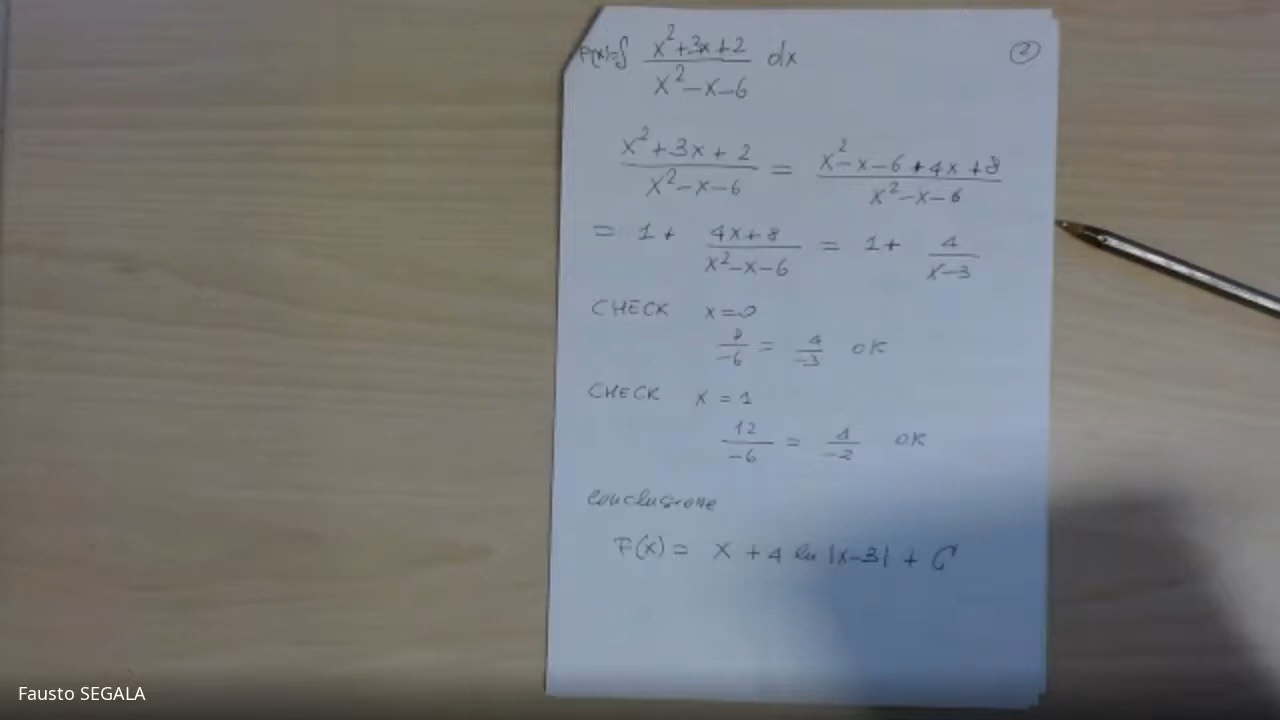 F(x)=∫ (x²+3x+2)/(x²-x-6) dx
②
(x²+3x+2)/(x²-x-6) = (x²-x-6+4x+8)/(x²-x-6)
= 1+ (4x+8)/(x²-x-6) = 1+ 4/(x-3)
CHECK x=0
8/-6 = 4/-3 OK
CHECK x = 1
12/-6 = 4/-2 OK
Conclusione
F(x) = x + 4 ln |x-3| + C
Fausto SEGALA